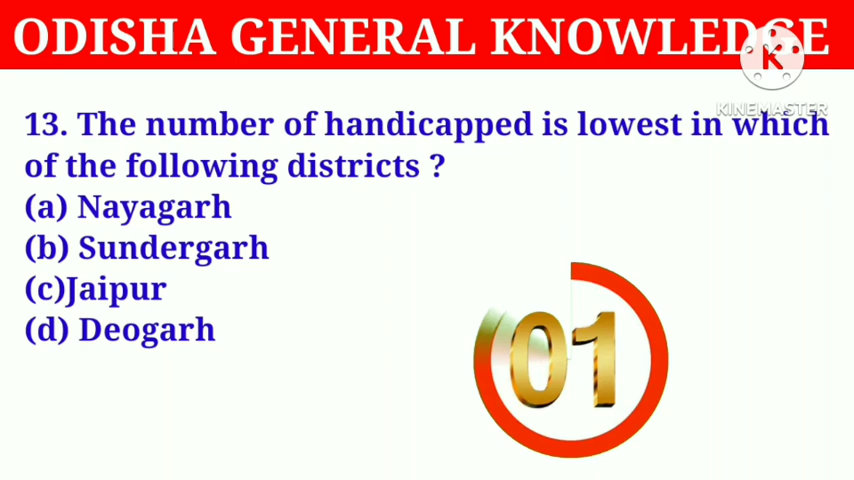 ODISHA GENERAL KNOWLEDGE
K
KINEMASTER
13. The number of handicapped is lowest in which
of the following districts ?
(a) Nayagarh
(b) Sundergarh
(c)Jaipur
(d) Deogarh
01